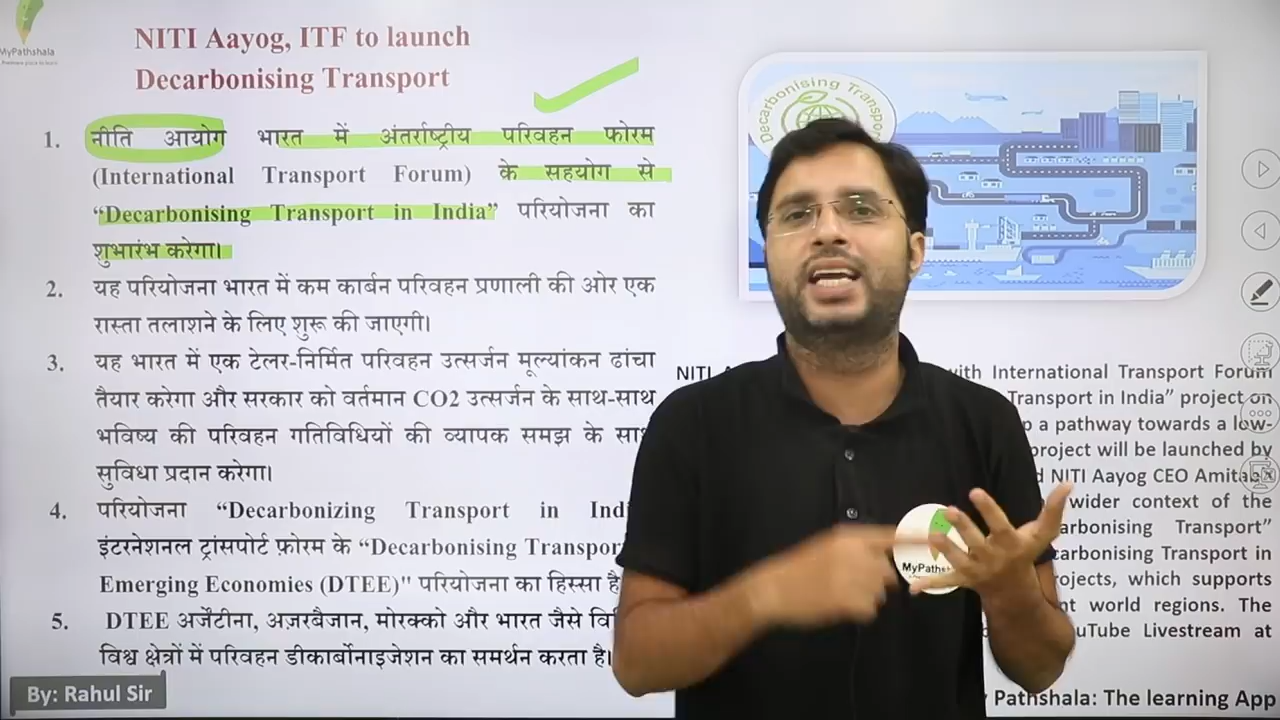 MyPathshala
NITI Aayog, ITF to launch
Decarbonising Transport
1. नीति आयोग भारत में अंतर्राष्ट्रीय परिवहन फोरम
(International Transport Forum) के सहयोग से
“Decarbonising Transport in India” परियोजना का
शुभारंभ करेगा।
2. यह परियोजना भारत में कम कार्बन परिवहन प्रणाली की ओर एक
रास्ता तलाशने के लिए शुरू की जाएगी।
3. यह भारत में एक टेलर-निर्मित परिवहन उत्सर्जन मूल्यांकन ढांचा
तैयार करेगा और सरकार को वर्तमान CO2 उत्सर्जन के साथ-साथ
भविष्य की परिवहन गतिविधियों की व्यापक समझ के
सुविधा प्रदान करेगा।
4. परियोजना “Decarbonizing Transport in
इंटरनेशनल ट्रांसपोर्ट फ़ोरम के “Decarbonising
Emerging Economies (DTEE)" परियोजना का हिस्सा
5. DTEE अर्जेंटीना, अज़रबैजान, मोरक्को और भारत जैसे
विश्व क्षेत्रों में परिवहन डीकार्बोनाइजेशन का समर्थन करता है।
By: Rahul Sir
Decarbonising Transport
NITI
with International Transport Forum
Transport in India” project on
a pathway towards a low-
project will be launched by
NITI Aayog CEO Amitabh
wider context of the
Transport”
Transport in
which supports
world regions. The
Livestream at
MyPathshala
Pathshala: The learning App